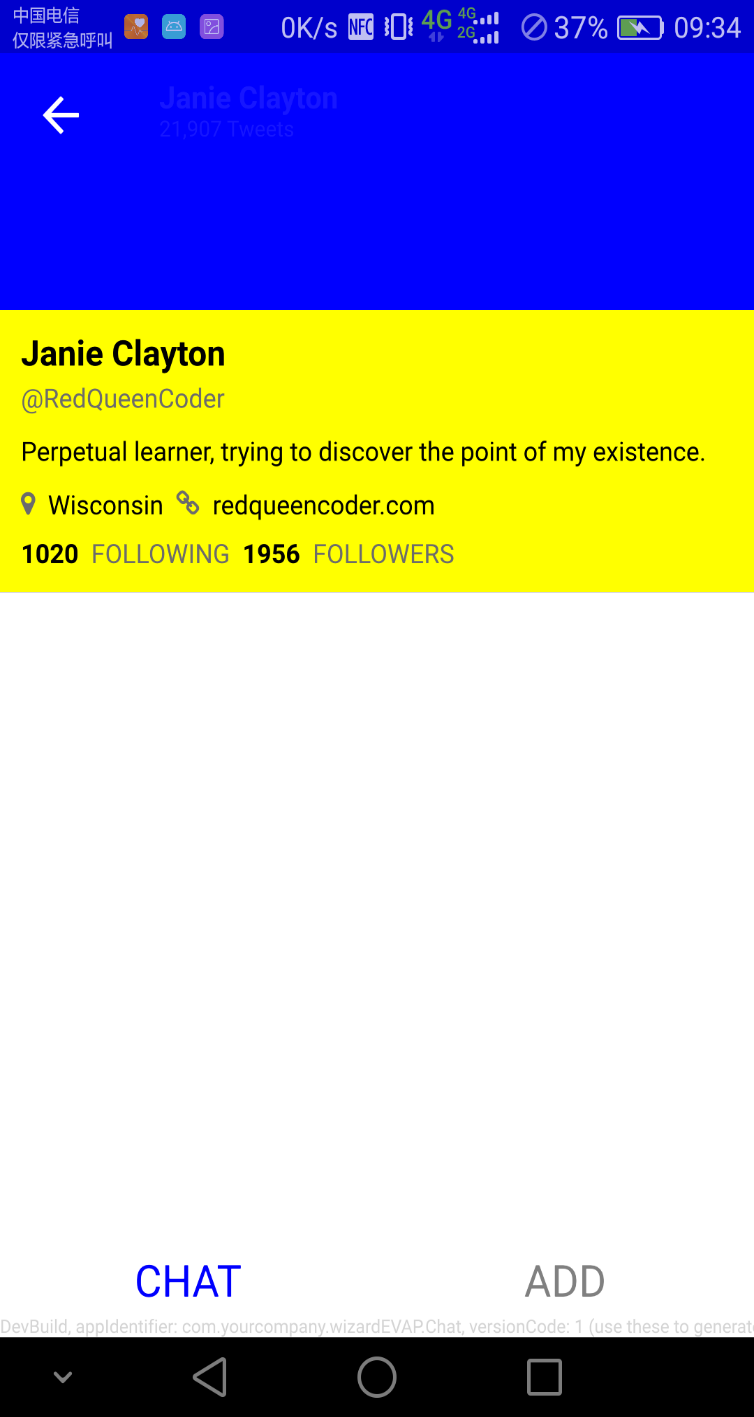 中国电信
仅限紧急呼叫
0K/s NFC 4G 4G 2G 37% 09:34
Janie Clayton
21,907 Tweets
Janie Clayton
@RedQueenCoder
Perpetual learner, trying to discover the point of my existence.
Wisconsin redqueencoder.com
1020 FOLLOWING 1956 FOLLOWERS
CHAT ADD
DevBuild, appIdentifier: com.yourcompany.wizardEVAP.Chat, versionCode: 1 (use these to generat